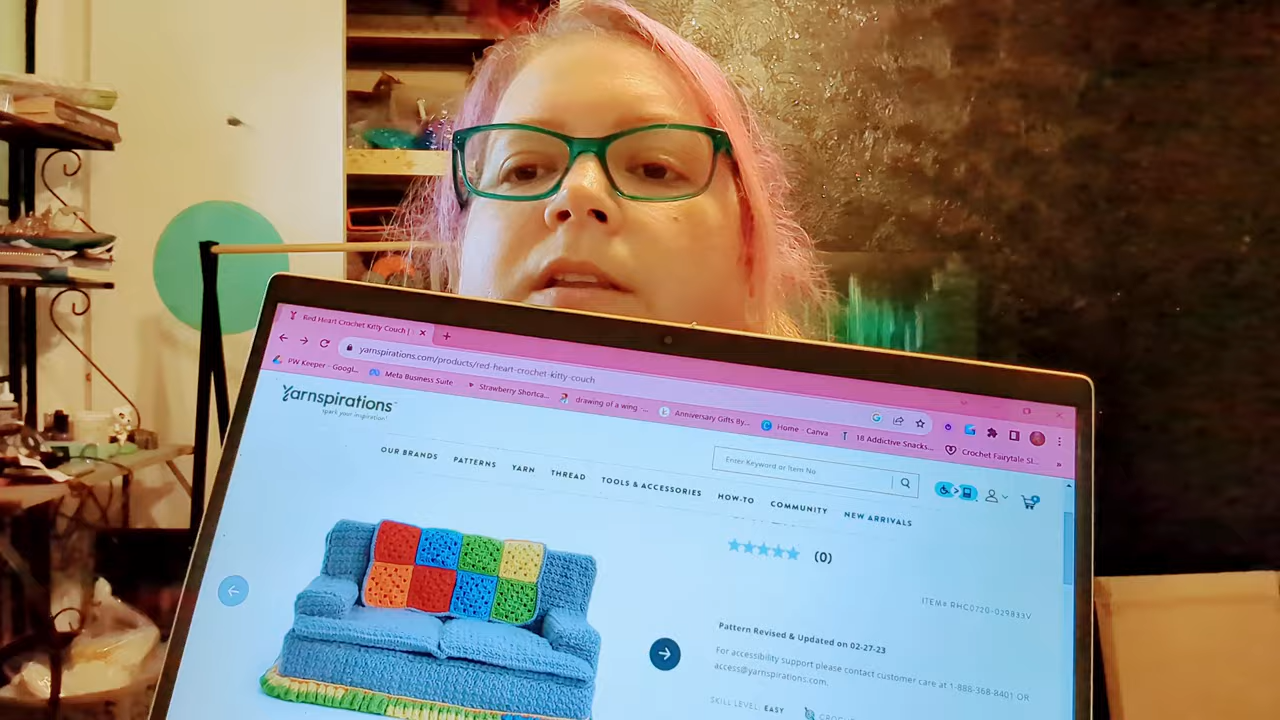 Red Heart Crochet Kitty Couch |
yarnspirations.com/products/red-heart-crochet-kitty-couch
PW Keeper - Googl... Meta Business Suite Strawberry Shortca... drawing of a wing -... Anniversary Gifts By... Home - Canva 18 Addictive Snacks... Crochet Fairytale Sl...
Yarnspirations
spark your inspiration!
Enter Keyword or Item No.
OUR BRANDS PATTERNS YARN THREAD TOOLS & ACCESSORIES HOW-TO COMMUNITY NEW ARRIVALS
(0)
ITEM# RHC0720-029833V
Pattern Revised & Updated on 02-27-23
For accessibility support please contact customer care at 1-888-368-8401 OR
access@yarnspirations.com.
SKILL LEVEL: EASY